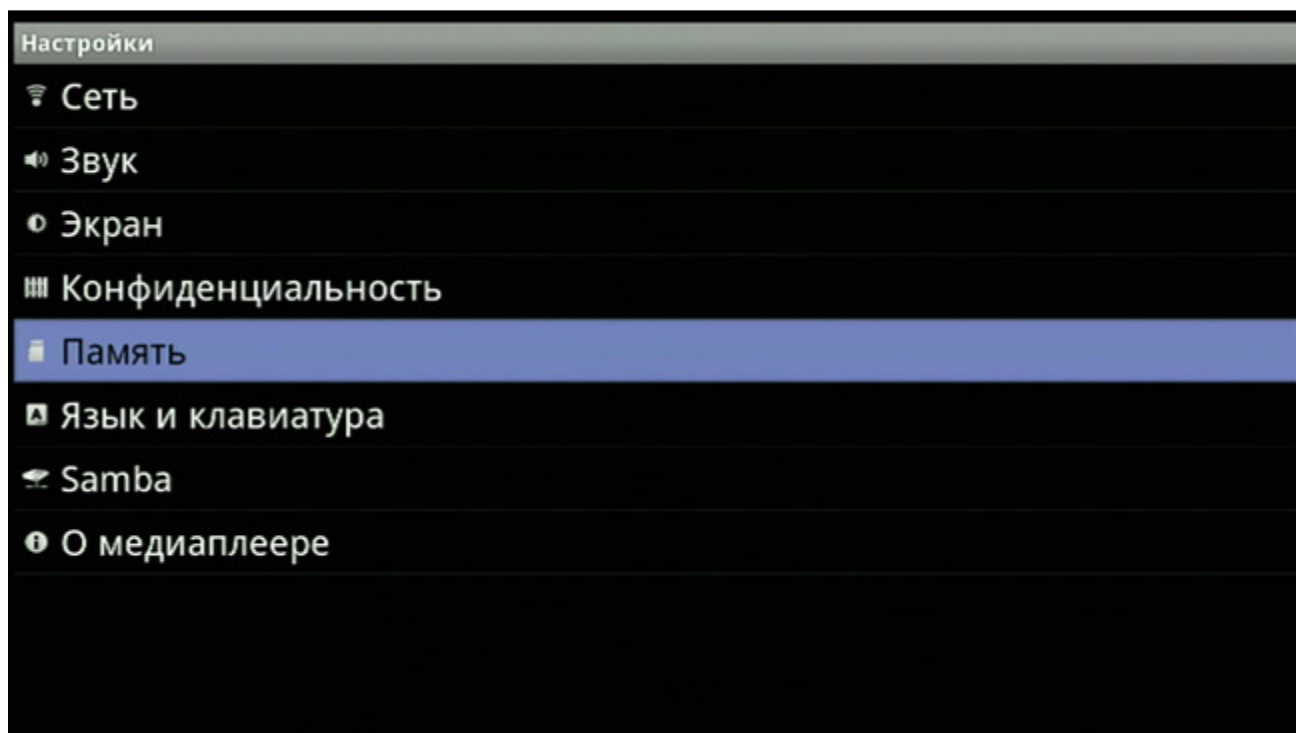 Настройки
Сеть
Звук
Экран
Конфиденциальность
Память
Язык и клавиатура
Samba
О медиаплеере